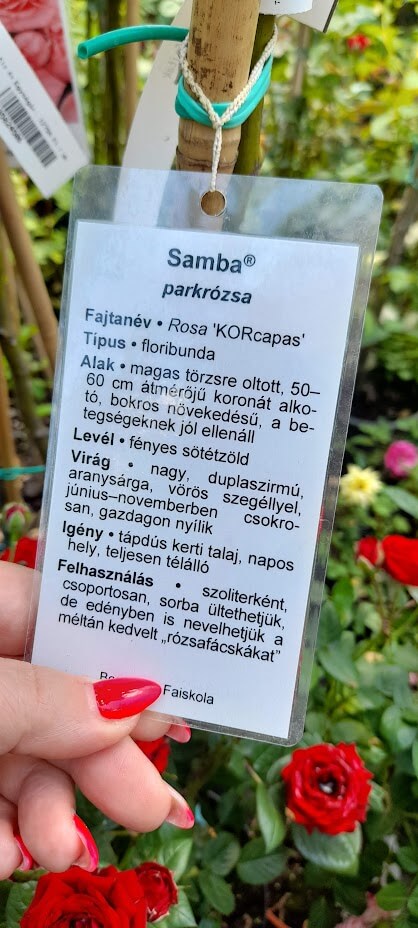 Samba®
parkrózsa
Fajtanév • Rosa 'KORcapas'
Típus • floribunda
Alak • magas törzsre oltott, 50–
60 cm átmérőjű koronát alko-
tó, bokros növekedésű, a be-
tegségeknek jól ellenáll
Levél • fényes sötétzöld
Virág • nagy, duplaszirmú,
aranysárga, vörös szegéllyel,
június–novemberben csokro-
san, gazdagon nyílik
Igény • tápdús kerti talaj, napos
hely, teljesen télálló
Felhasználás • szoliterként,
csoportosan, sorba ültethetjük,
de edényben is nevelhetjük a
méltán kedvelt „rózsafácskákat"
Faiskola